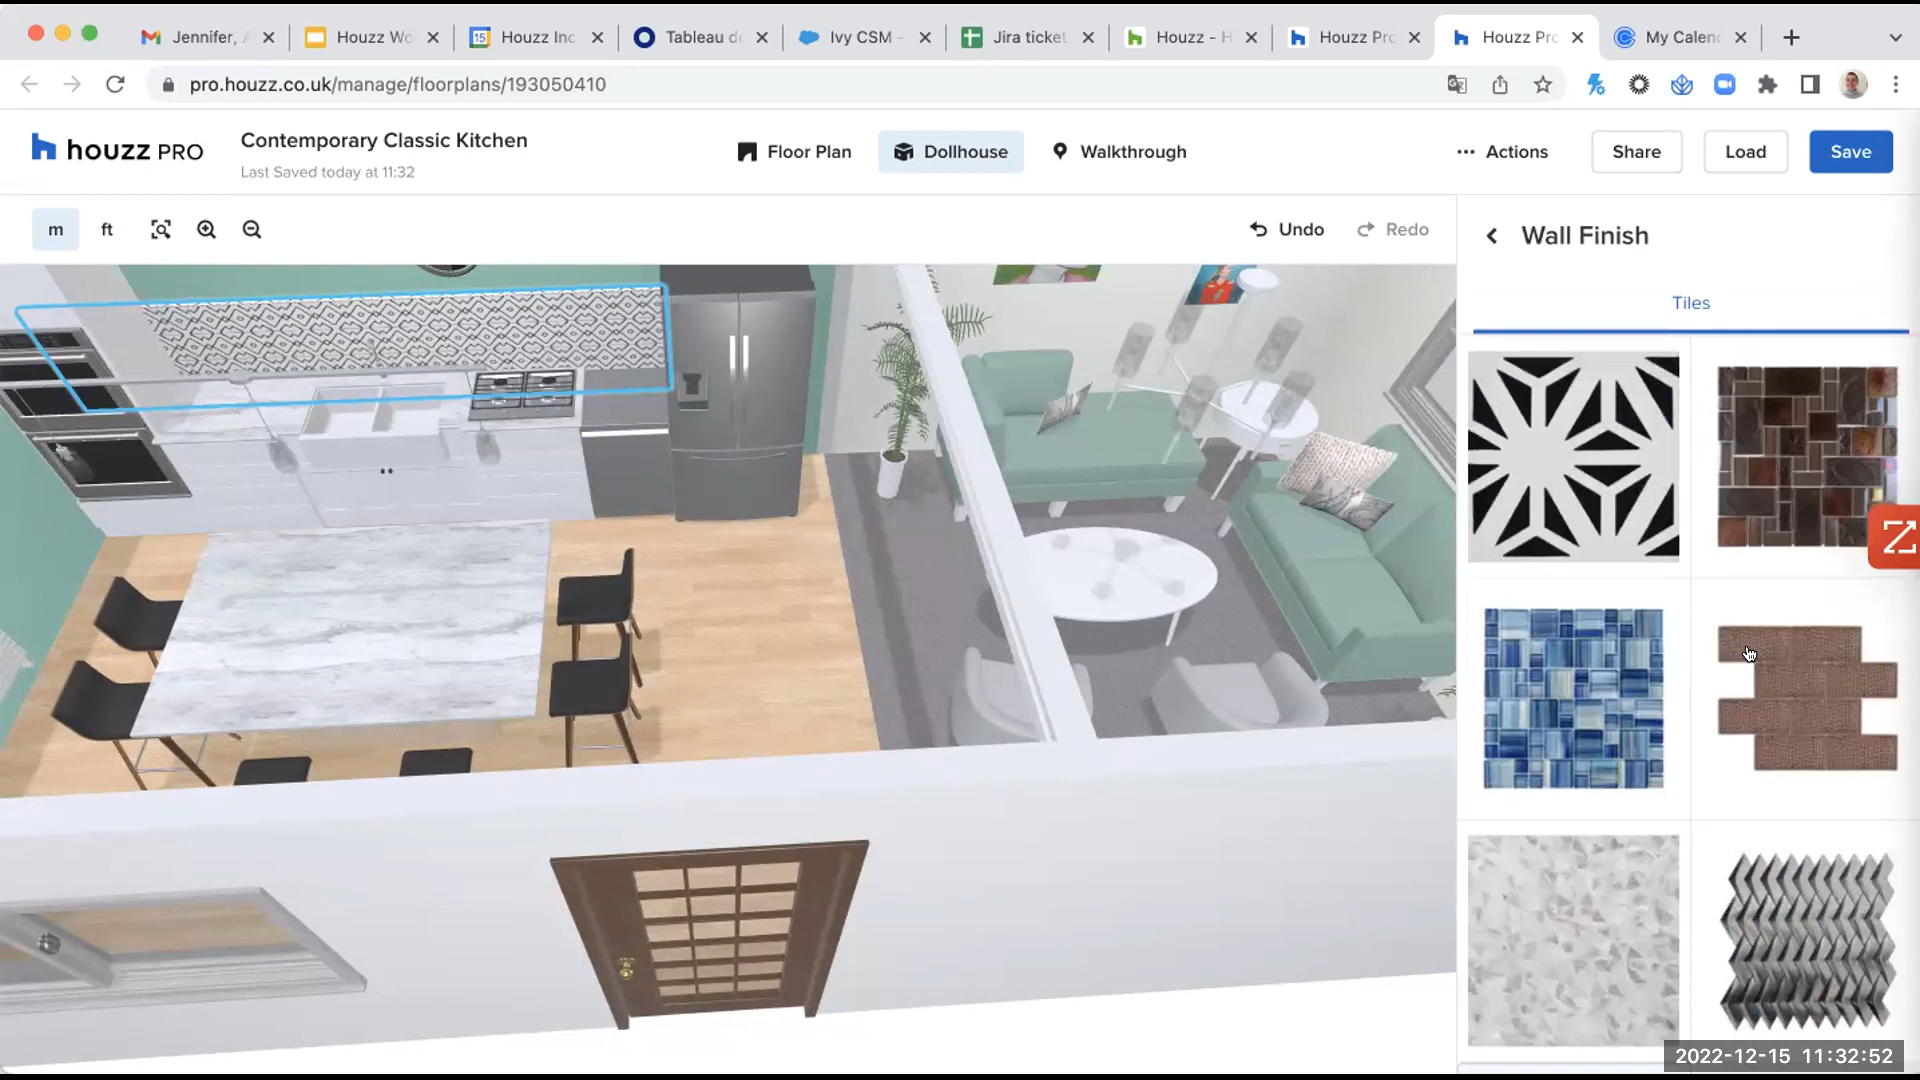 Jennifer,
Houzz Wo
15
Houzz Inc
Tableau d
Ivy CSM -
Jira ticket
Houzz - H
Houzz Pro
Houzz Pro
My Calen
pro.houzz.co.uk/manage/floorplans/193050410
houzz PRO
Contemporary Classic Kitchen
Last Saved today at 11:32
Floor Plan
Dollhouse
Walkthrough
Actions
Share
Load
Save
m
ft
Undo
Redo
Wall Finish
Tiles
2022-12-15 11:32:52